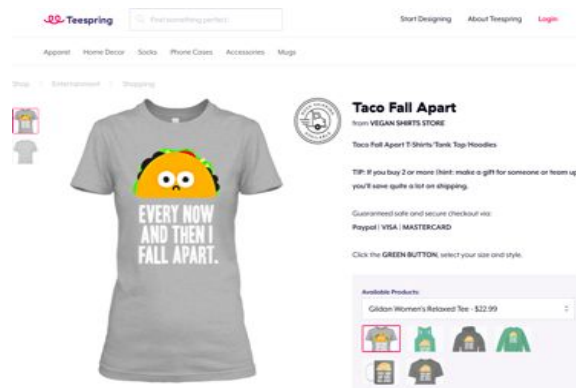 Teespring
Find something perfect.
Start Designing
About Teespring
Login
Apparel
Home Decor
Socks
Phone Cases
Accessories
Mugs
Shop
Entertainment
Shopping
EVERY NOW
AND THEN I
FALL APART.
Taco Fall Apart
from VEGAN SHIRTS STORE
Taco Fall Apart T-Shirts/Tank Top/Hoodies
TIP: If you buy 2 or more (hint: make a gift for someone or team up
you'll save quite a lot on shipping.
Guaranteed safe and secure checkout via:
Paypal | VISA | MASTERCARD
Click the GREEN BUTTON, select your size and style.
Available Products:
Gildan Women's Relaxed Tee - $22.99